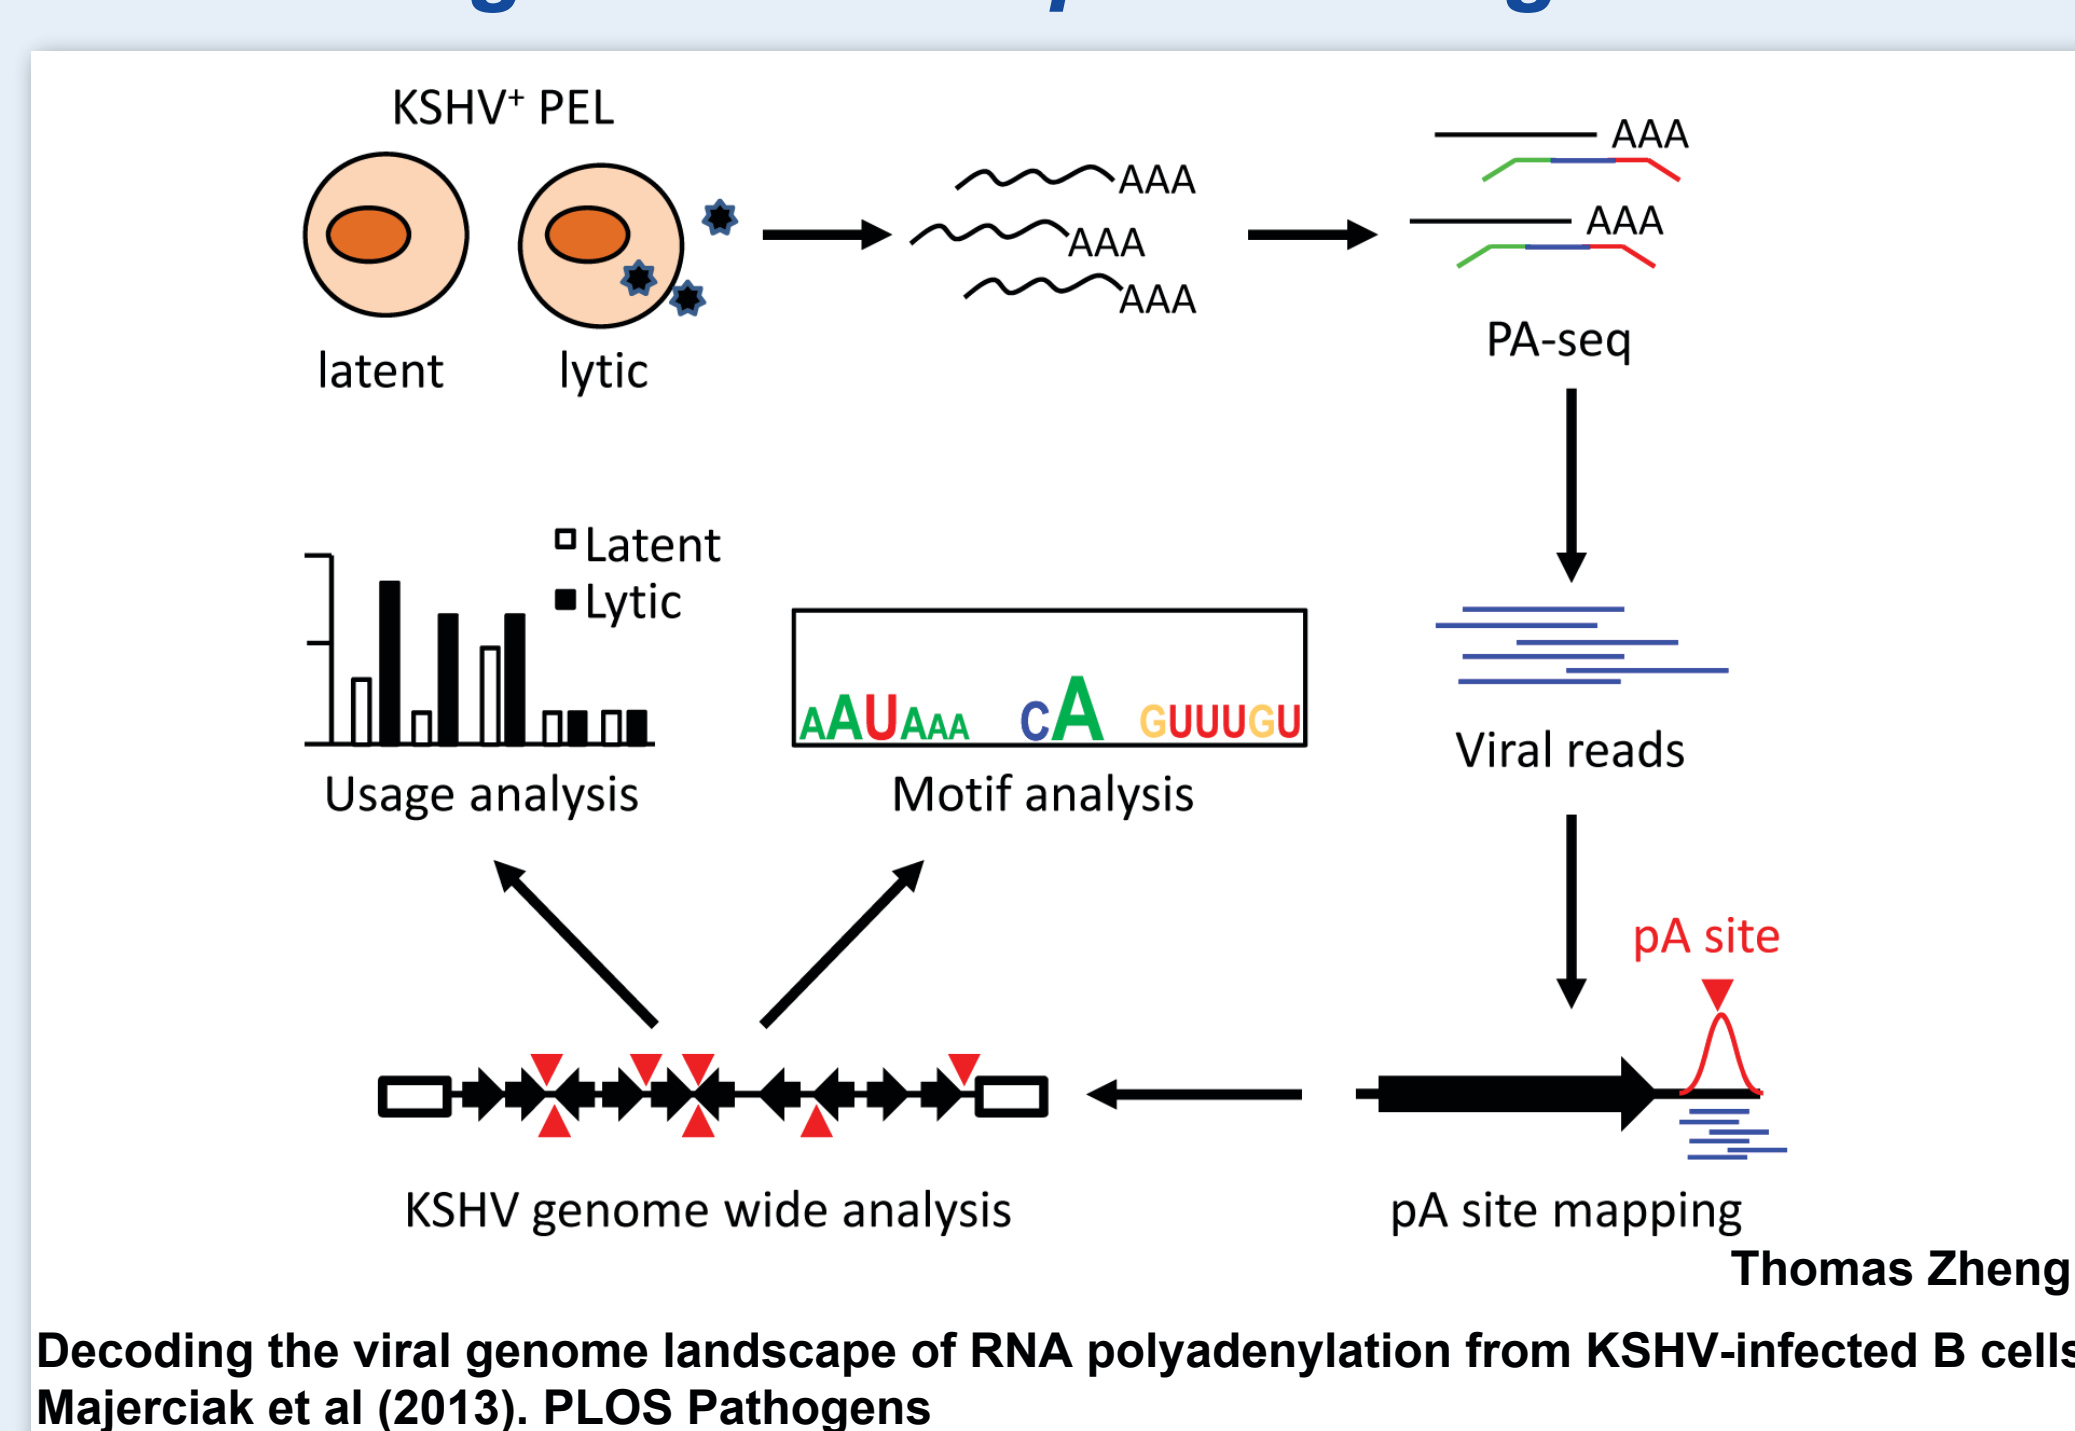 KSHV⁺ PEL
latent
lytic
AAA
AAA
AAA
AAA
AAA
PA-seq
Latent
Lytic
Usage analysis
AAUAAA CA GUUUGU
Motif analysis
Viral reads
pA site
KSHV genome wide analysis
pA site mapping
Thomas Zheng
Decoding the viral genome landscape of RNA polyadenylation from KSHV-infected B cells
Majerciak et al (2013). PLOS Pathogens